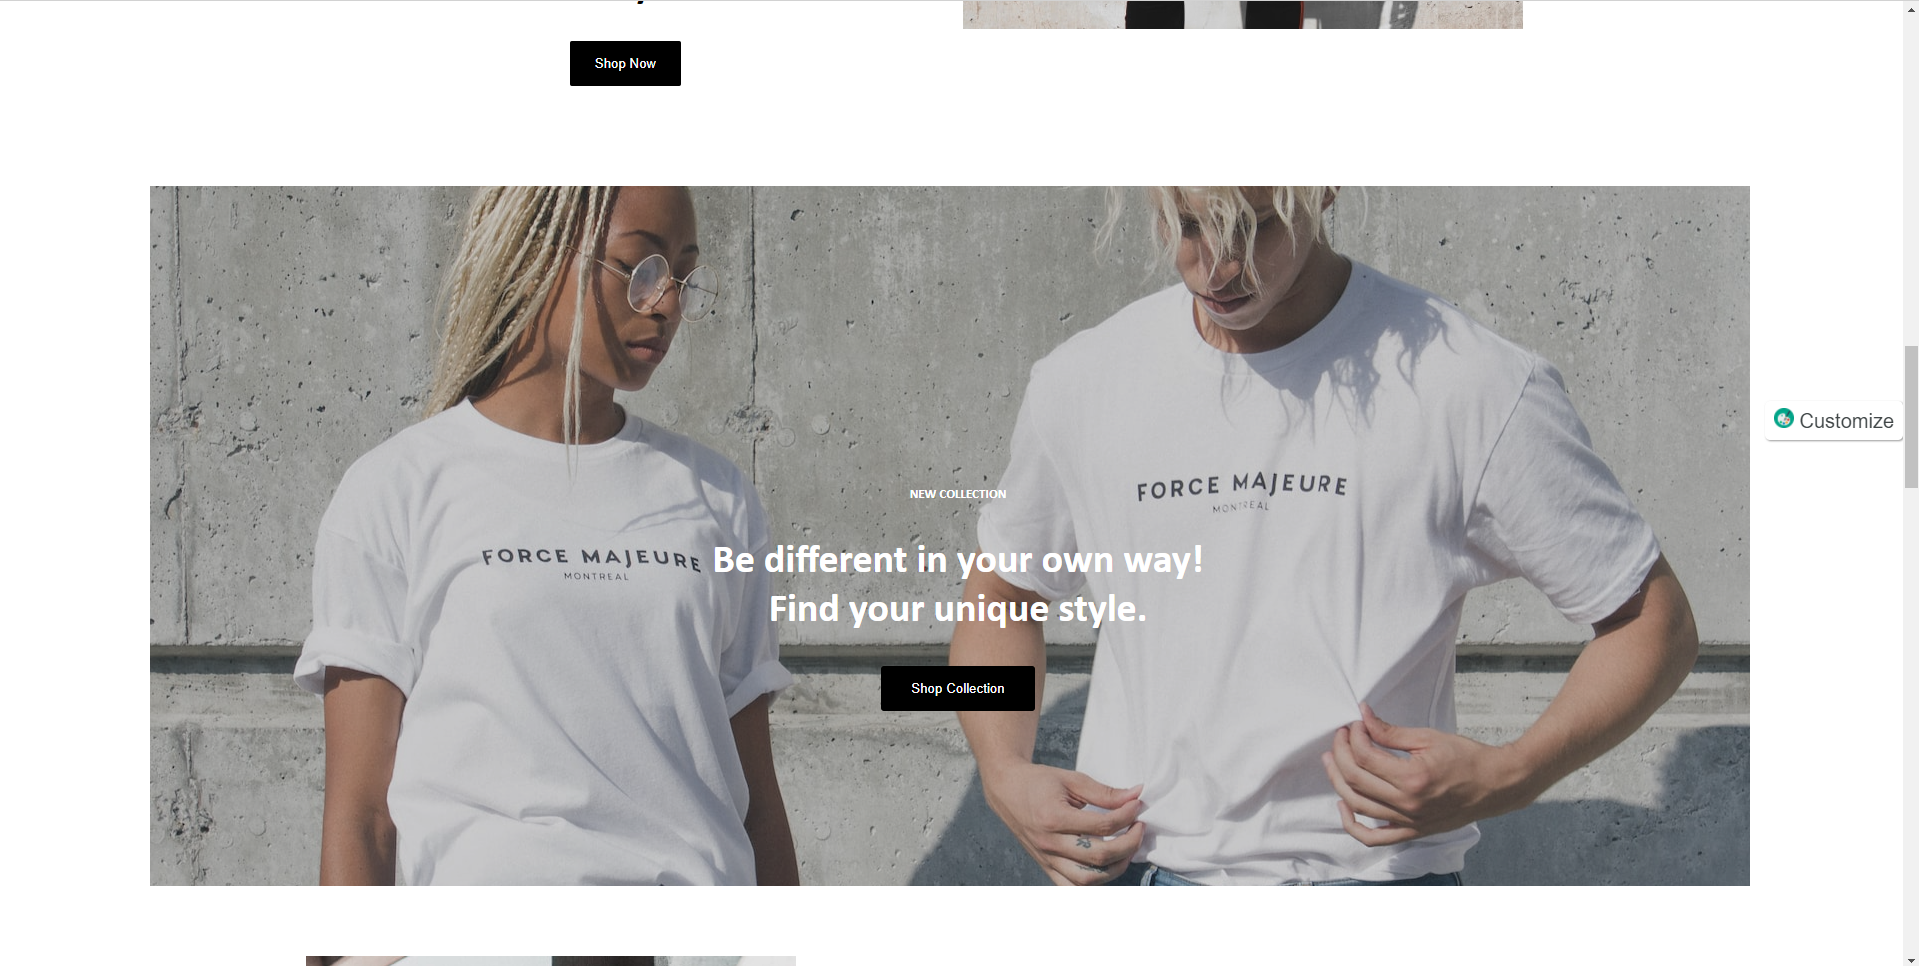 Shop Now
Customize
NEW COLLECTION
FORCE MAJEURE
MONTREAL
FORCE MAJEURE
MONTREAL
Be different in your own way!
Find your unique style.
Shop Collection